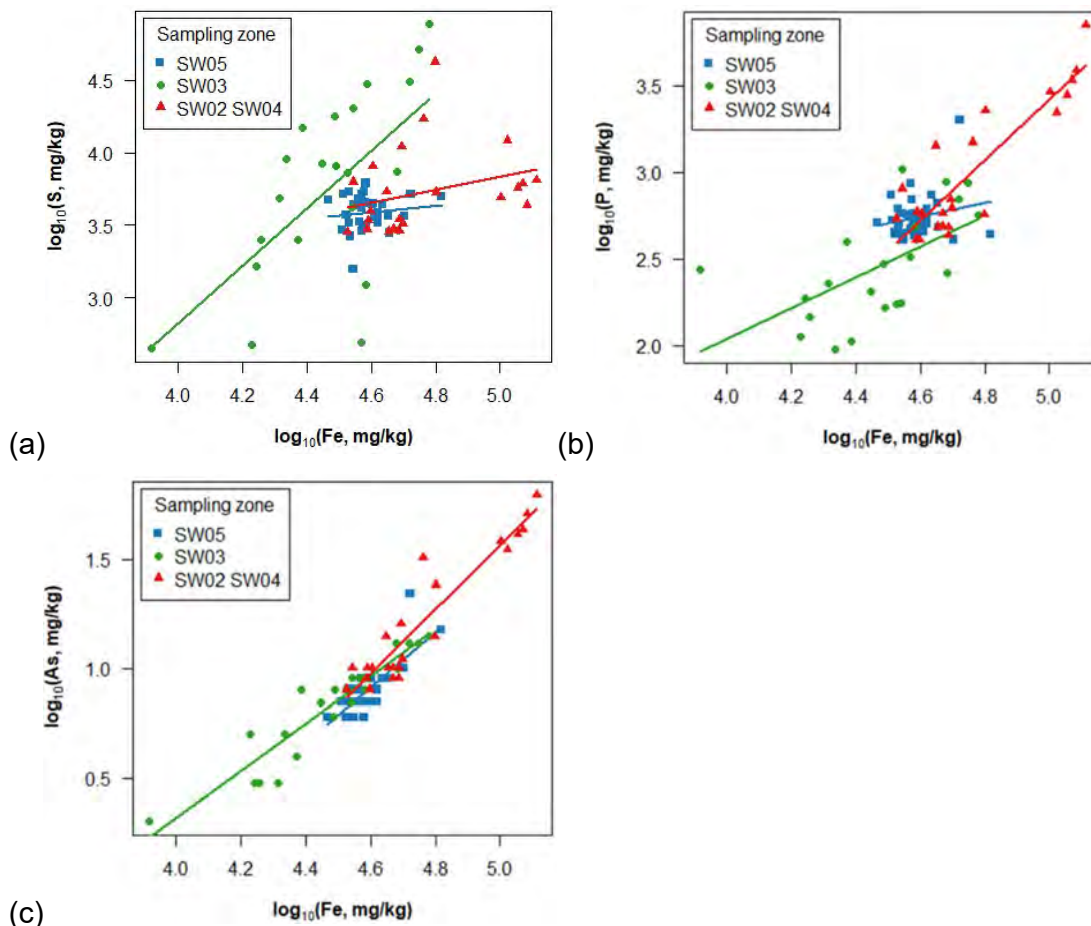 Sampling zone
SW05
SW03
SW02 SW04
4.5
4.0
3.5
3.0
log10(S, mg/kg)
4.0 4.2 4.4 4.6 4.8 5.0
log10(Fe, mg/kg)
(a)
Sampling zone
SW05
SW03
SW02 SW04
3.5
3.0
2.5
2.0
log10(P, mg/kg)
4.0 4.2 4.4 4.6 4.8 5.0
log10(Fe, mg/kg)
(b)
Sampling zone
SW05
SW03
SW02 SW04
1.5
1.0
0.5
log10(As, mg/kg)
4.0 4.2 4.4 4.6 4.8 5.0
log10(Fe, mg/kg)
(c)